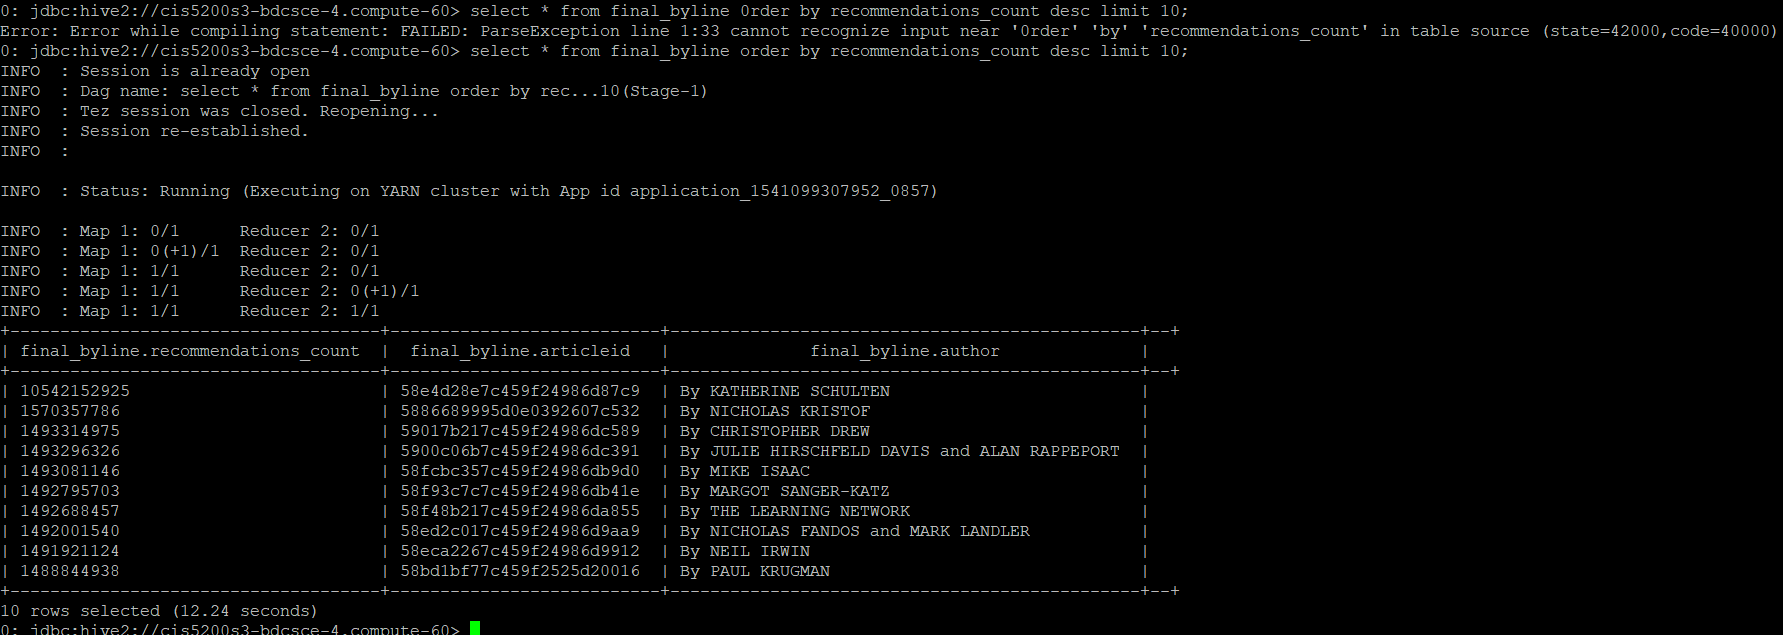 0: jdbc:hive2://cis5200s3-bdcsce-4.compute-60> select * from final_byline 0rder by recommendations_count desc limit 10;
Error: Error while compiling statement: FAILED: ParseException line 1:33 cannot recognize input near '0rder' 'by' 'recommendations_count' in table source (state=42000,code=40000)
0: jdbc:hive2://cis5200s3-bdcsce-4.compute-60> select * from final_byline order by recommendations_count desc limit 10;
INFO  : Session is already open
INFO  : Dag name: select * from final_byline order by rec...10(Stage-1)
INFO  : Tez session was closed. Reopening...
INFO  : Session re-established.
INFO  :
INFO  : Status: Running (Executing on YARN cluster with App id application_1541099307952_0857)
INFO  : Map 1: 0/1      Reducer 2: 0/1
INFO  : Map 1: 0(+1)/1  Reducer 2: 0/1
INFO  : Map 1: 1/1      Reducer 2: 0/1
INFO  : Map 1: 1/1      Reducer 2: 0(+1)/1
INFO  : Map 1: 1/1      Reducer 2: 1/1
+-------------------------------------+---------------------------+-----------------------------------------------+--+
| final_byline.recommendations_count  |  final_byline.articleid   |              final_byline.author              |
+-------------------------------------+---------------------------+-----------------------------------------------+--+
| 10542152925                         | 58e4d28e7c459f24986d87c9  | By KATHERINE SCHULTEN                         |
| 1570357786                          | 5886689995d0e0392607c532  | By NICHOLAS KRISTOF                           |
| 1493314975                          | 59017b217c459f24986dc589  | By CHRISTOPHER DREW                           |
| 1493296326                          | 5900c06b7c459f24986dc391  | By JULIE HIRSCHFELD DAVIS and ALAN RAPPEPORT  |
| 1493081146                          | 58fcbc357c459f24986db9d0  | By MIKE ISAAC                                 |
| 1492795703                          | 58f93c7c7c459f24986db41e  | By MARGOT SANGER-KATZ                         |
| 1492688457                          | 58f48b217c459f24986da855  | By THE LEARNING NETWORK                       |
| 1492001540                          | 58ed2c017c459f24986d9aa9  | By NICHOLAS FANDOS and MARK LANDLER           |
| 1491921124                          | 58eca2267c459f24986d9912  | By NEIL IRWIN                                 |
| 1488844938                          | 58bd1bf77c459f2525d20016  | By PAUL KRUGMAN                               |
+-------------------------------------+---------------------------+-----------------------------------------------+--+
10 rows selected (12.24 seconds)
0: jdbc:hive2://cis5200s3-bdcsce-4.compute-60>